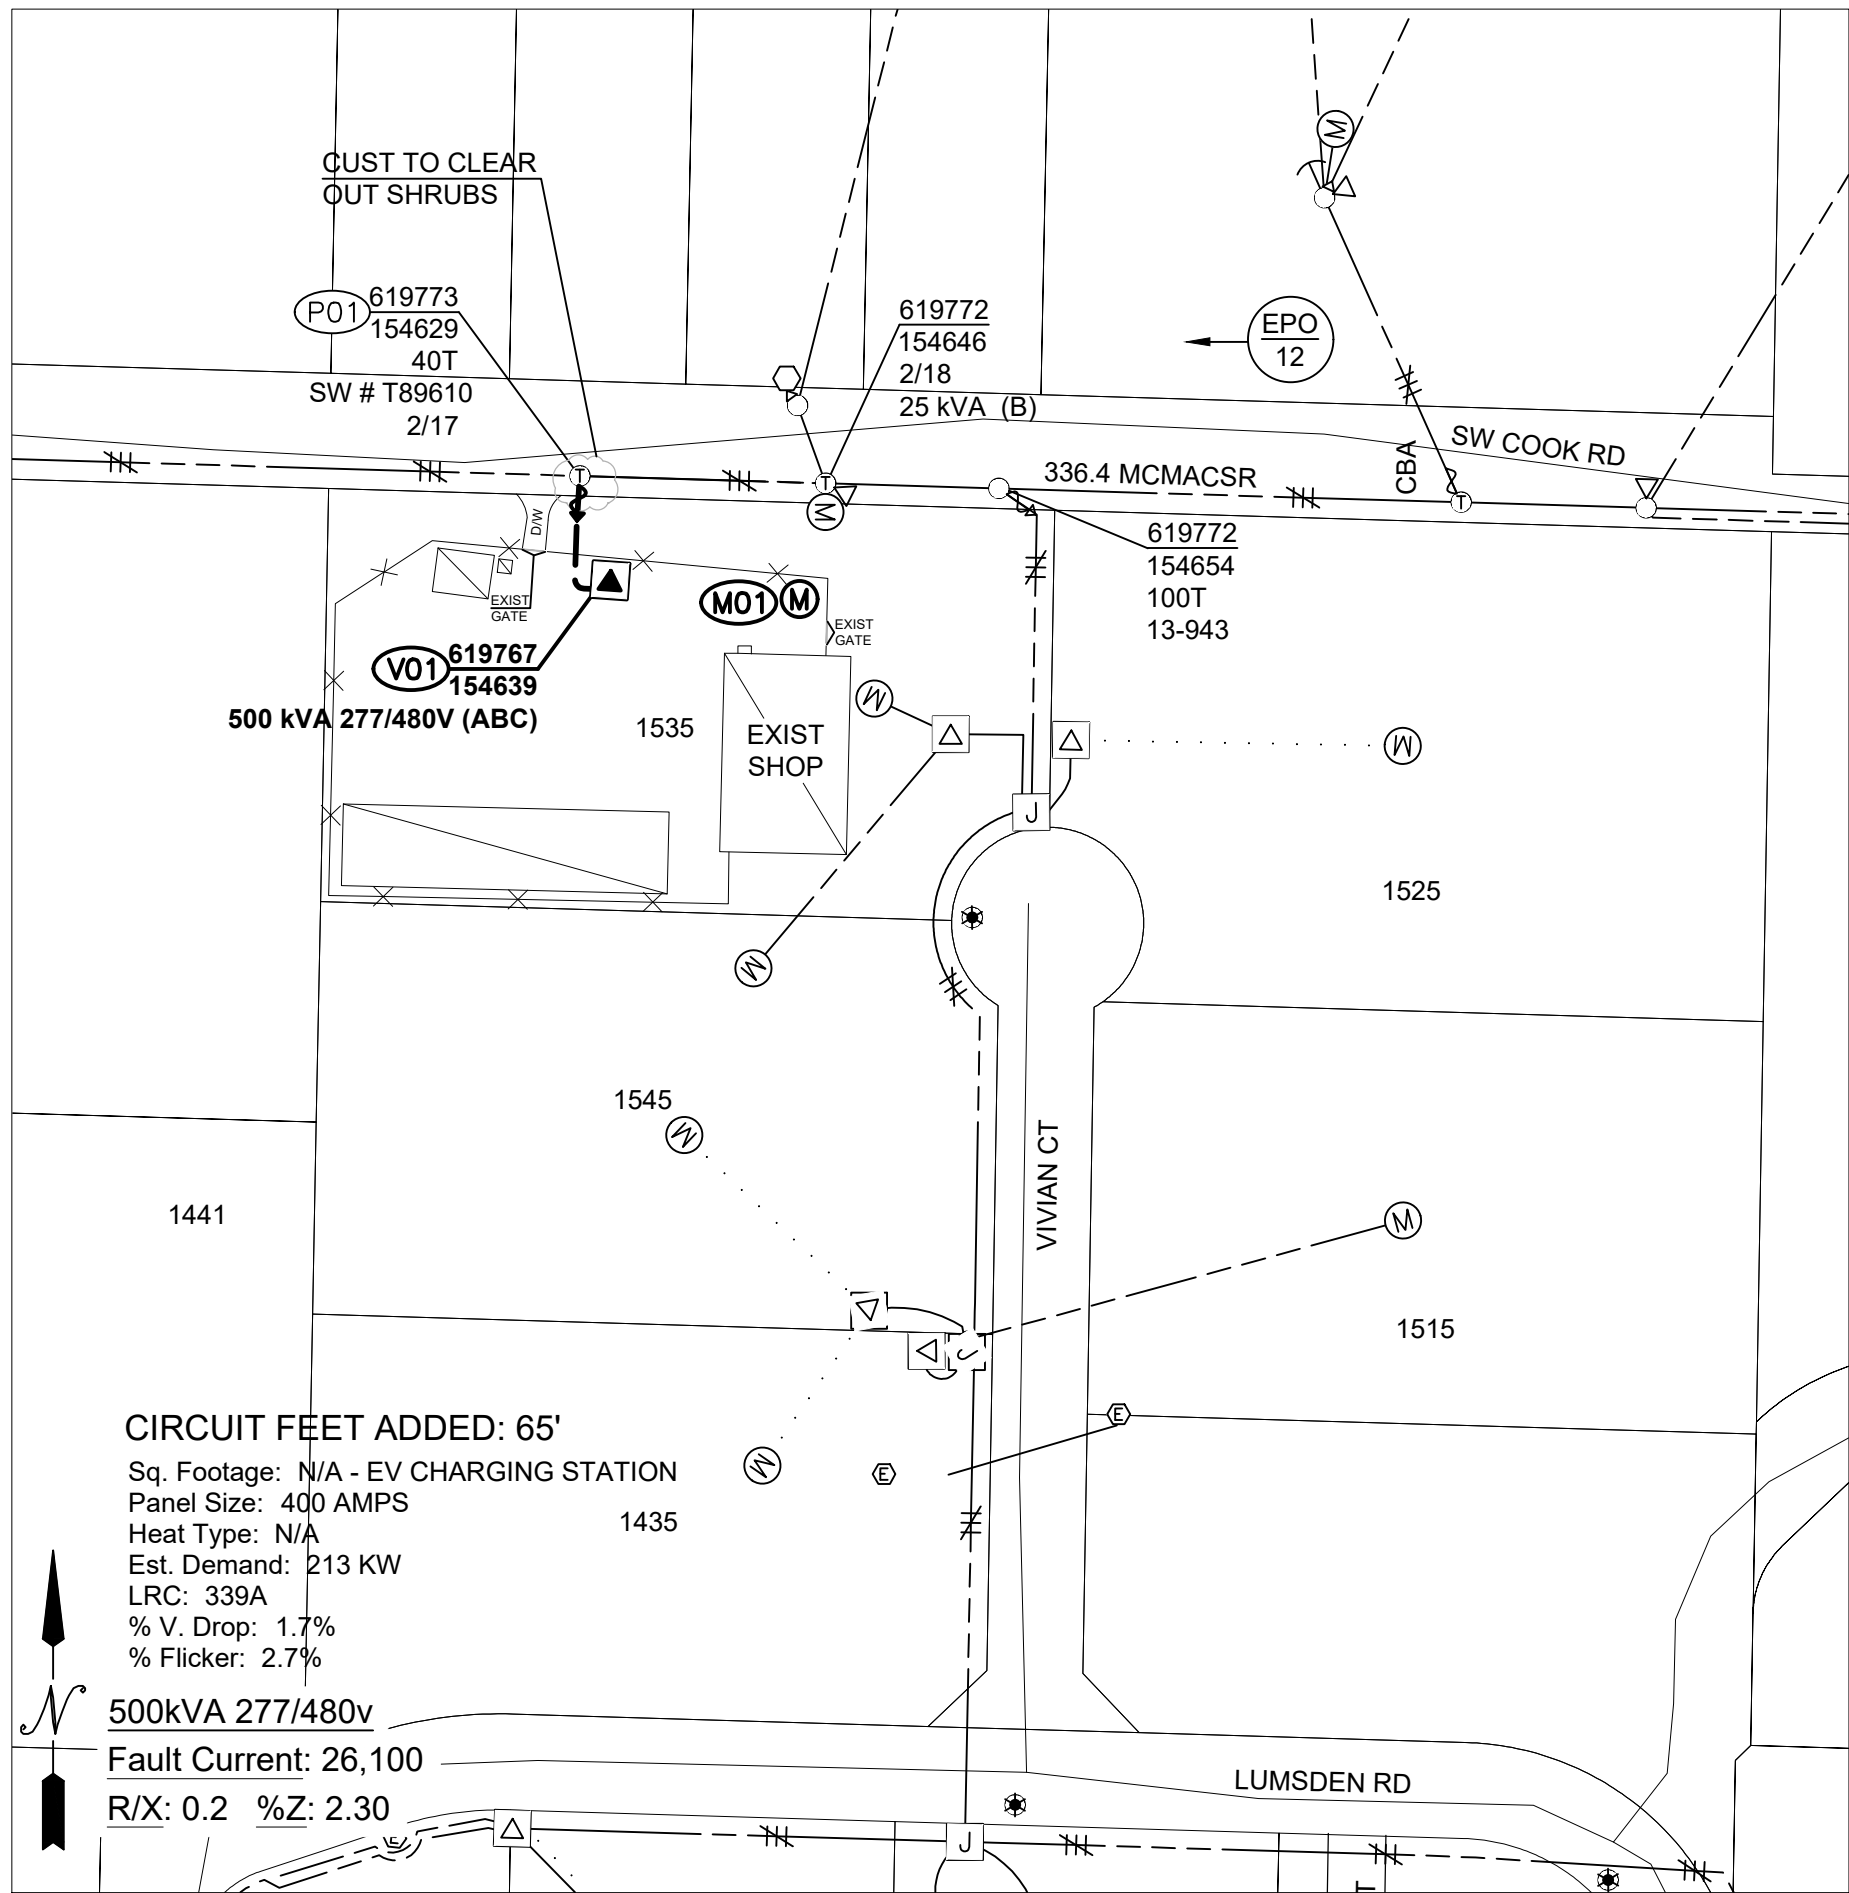 CUST TO CLEAR
OUT SHRUBS
M
P01
619773
154629
40T
SW # T89610
2/17
619772
154646
2/18
25 kVA (B)
EPO
12
SW COOK RD
CBA
336.4 MCMACSR
T
T
T
M
619772
154654
100T
13-943
D/W
EXIST
GATE
M01
M
EXIST
GATE
V01
619767
154639
500 kVA 277/480V (ABC)
1535
EXIST
SHOP
M
M
J
1525
M
1545
M
VIVIAN CT
1441
M
1515
J
CIRCUIT FEET ADDED: 65'
E
Sq. Footage: N/A - EV CHARGING STATION
Panel Size: 400 AMPS
Heat Type: N/A
Est. Demand: 213 KW
LRC: 339A
% V. Drop: 1.7%
% Flicker: 2.7%
M
E
1435
N
500kVA 277/480v
Fault Current: 26,100
R/X: 0.2 %Z: 2.30
LUMSDEN RD
E
J
T